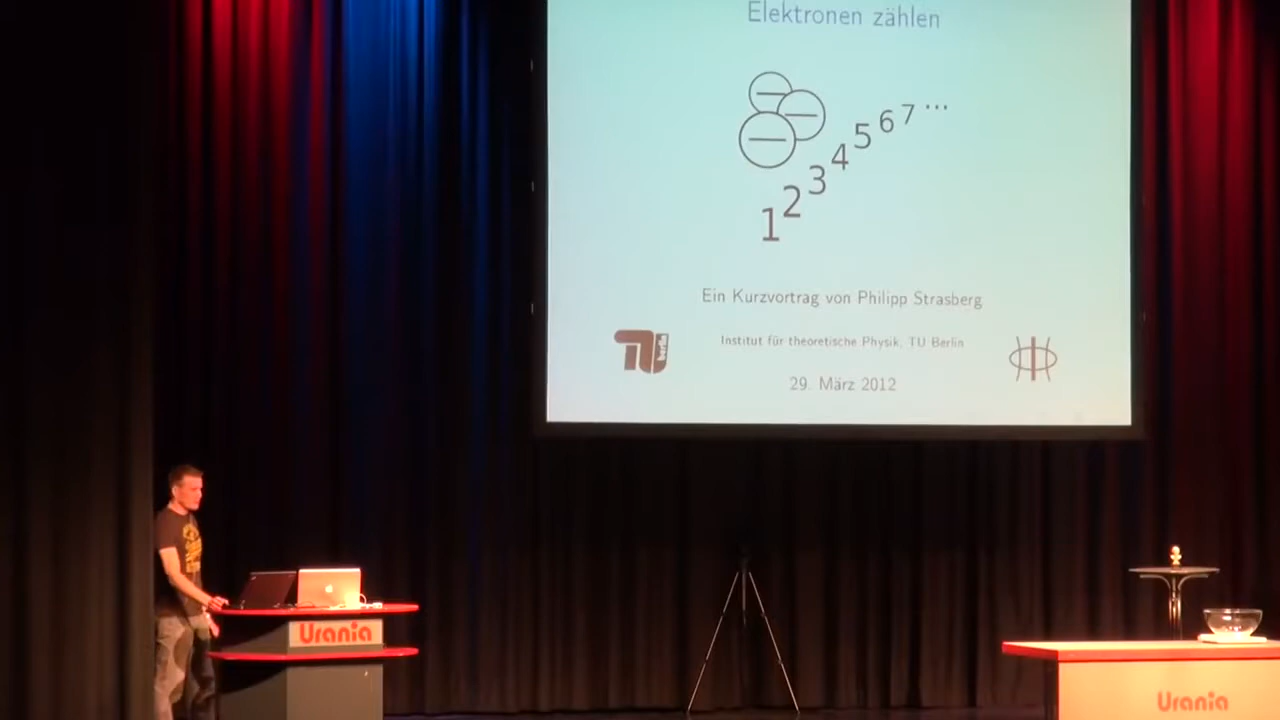 Elektronen zählen
1 2 3 4 5 6 7 ...
Ein Kurzvortrag von Philipp Strasberg
Institut für theoretische Physik, TU Berlin
berlin
29. März 2012
Urania
Urania